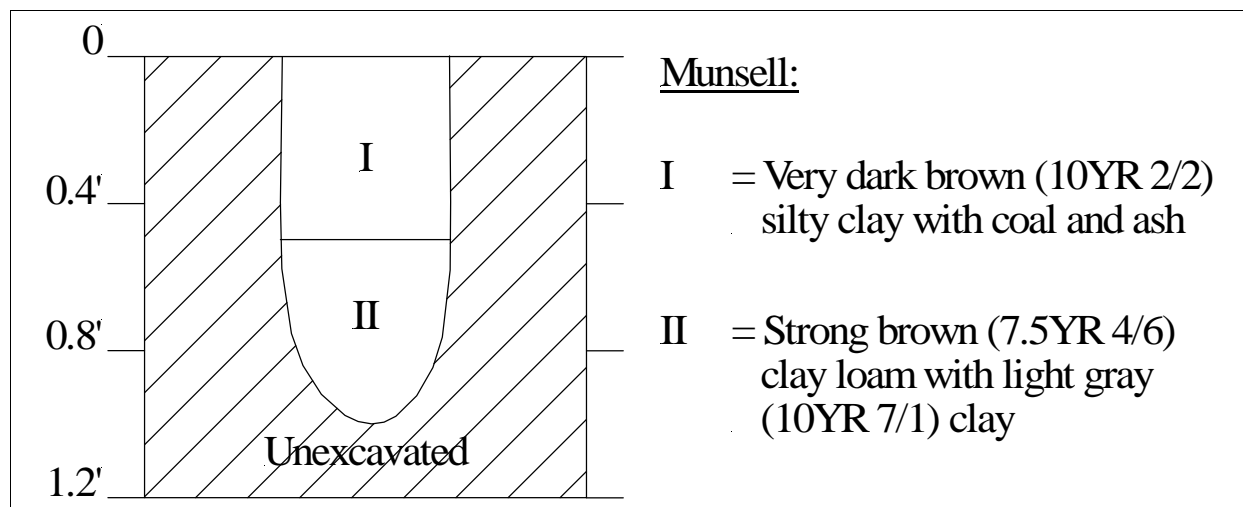 0
0.4'
0.8'
1.2'
I
II
Unexcavated
Munsell:
I = Very dark brown (10YR 2/2)
silty clay with coal and ash
II = Strong brown (7.5YR 4/6)
clay loam with light gray
(10YR 7/1) clay